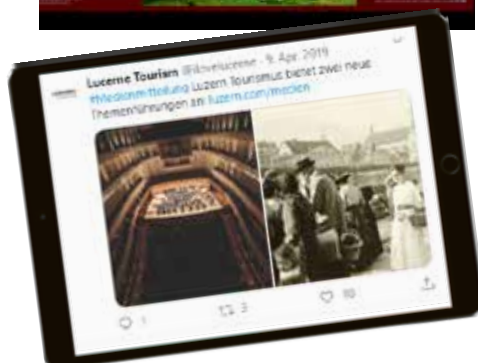 Lucerne Tourism @ilovelucerne · 9. Apr. 2019
#Medienmitteilung Luzern Tourismus bietet zwei neue
Themenführungen an: luzern.com/medien
1 3 10